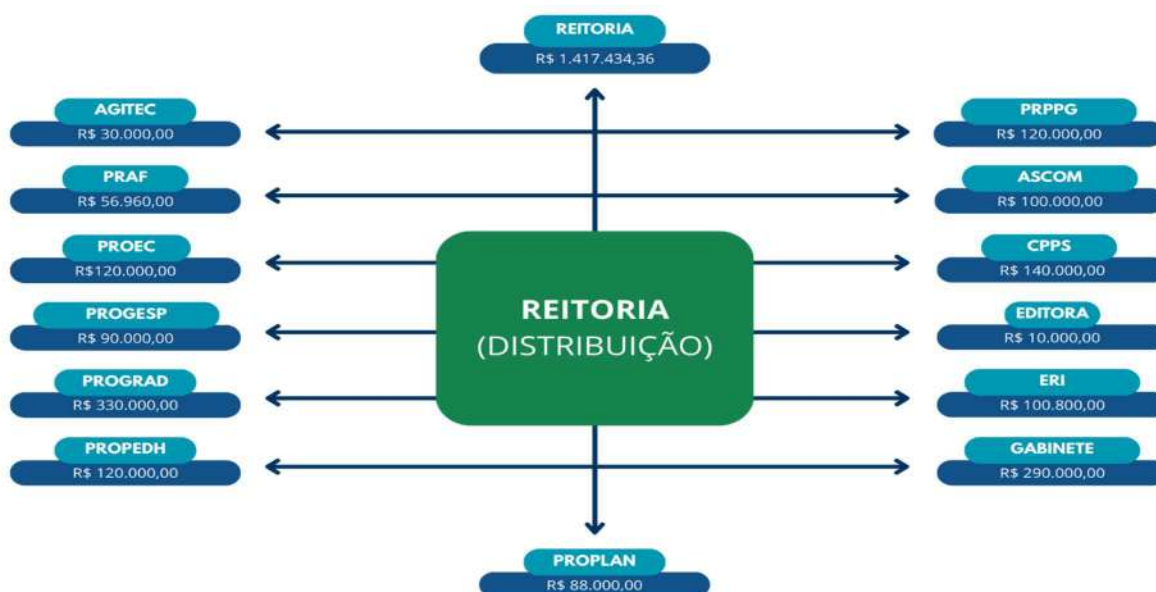 REITORIA
R$ 1.417.434,36
AGITEC
R$ 30.000,00
PRPPG
R$ 120.000,00
PRAF
R$ 56.960,00
ASCOM
R$ 100.000,00
PROEC
R$120.000,00
CPPS
R$ 140.000,00
PROGESP
R$ 90.000,00
EDITORA
R$ 10.000,00
REITORIA
(DISTRIBUIÇÃO)
PROGRAD
R$ 330.000,00
ERI
R$ 100.800,00
PROPEDH
R$ 120.000,00
GABINETE
R$ 290.000,00
PROPLAN
R$ 88.000,00